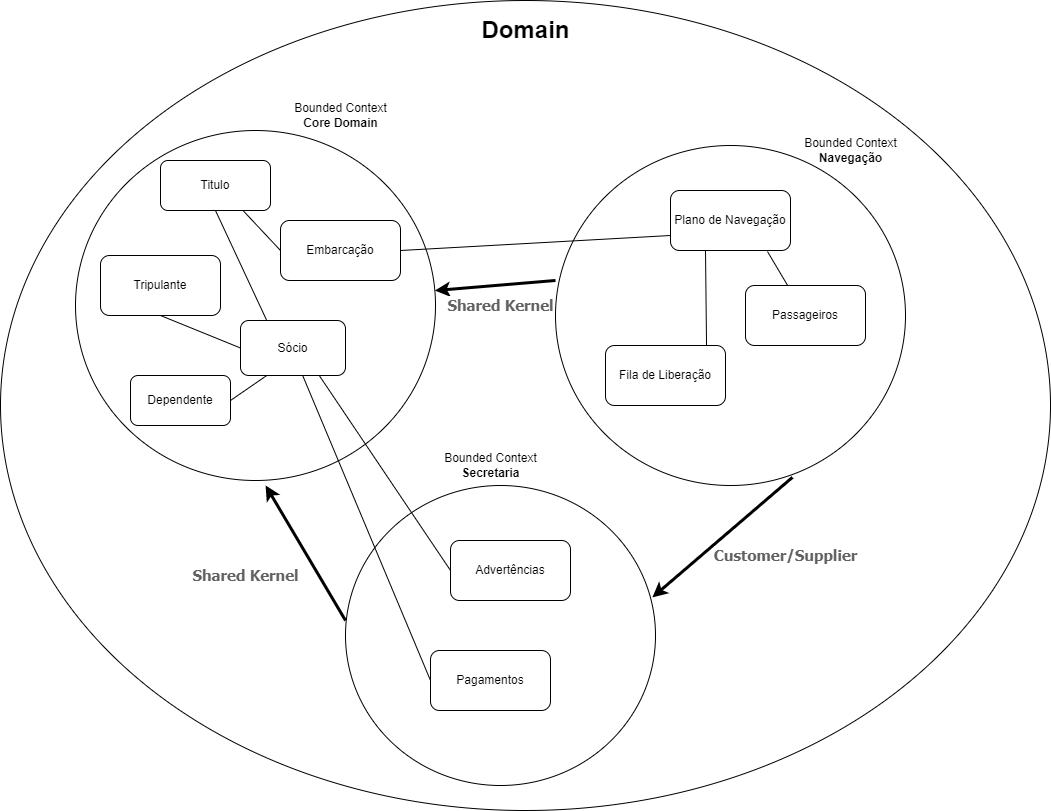 Domain
Bounded Context
Core Domain
Bounded Context
Navegação
Titulo
Plano de Navegação
Embarcação
Tripulante
Shared Kernel
Passageiros
Sócio
Fila de Liberação
Dependente
Bounded Context
Secretaria
Customer/Supplier
Advertências
Shared Kernel
Pagamentos